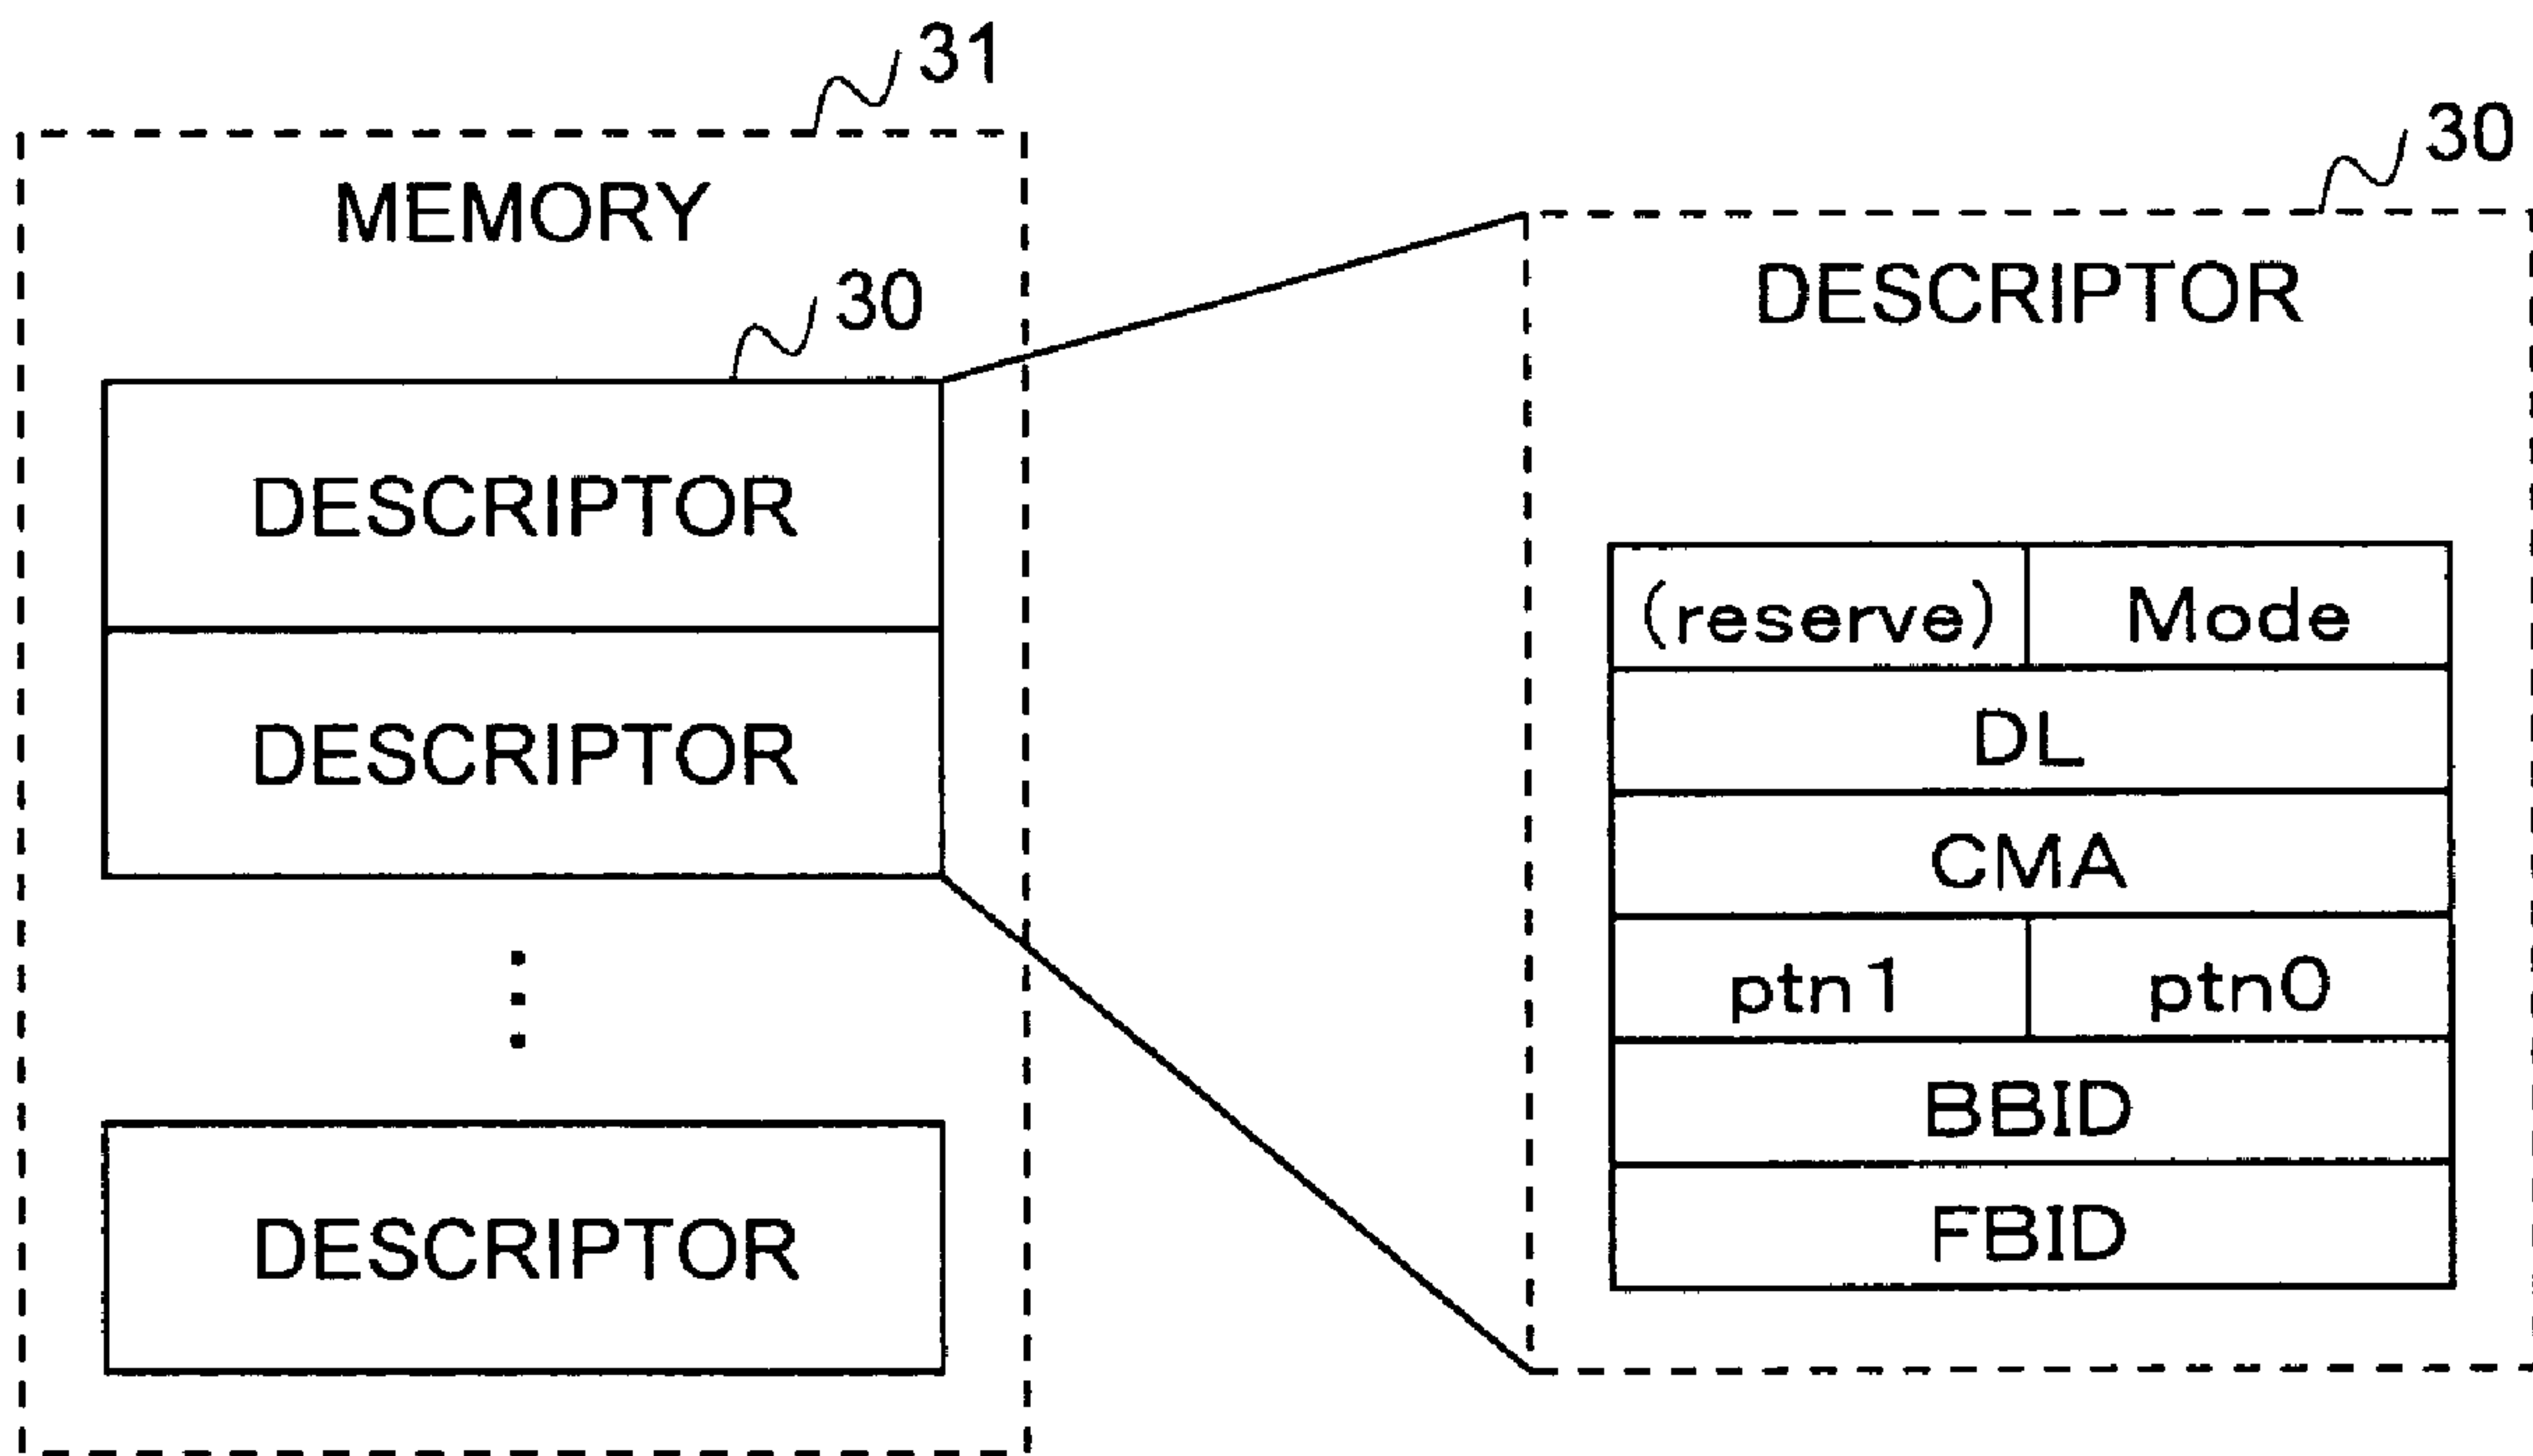 31
MEMORY
30
DESCRIPTOR
DESCRIPTOR
DESCRIPTOR
30
DESCRIPTOR
(reserve) Mode
DL
CMA
ptn1 ptn0
BBID
FBID